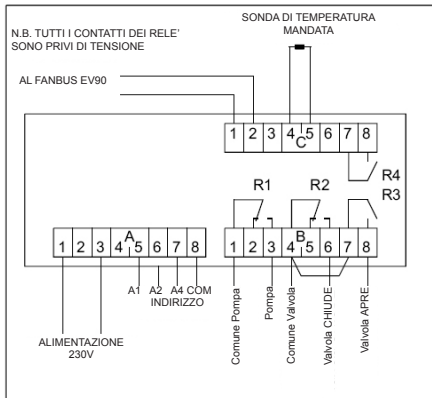 N.B. TUTTI I CONTATTI DEI RELE'
SONO PRIVI DI TENSIONE
SONDA DI TEMPERATURA
MANDATA
AL FANBUS EV90
1 2 3 4 5 6 7 8
C
R4
R3
R1
R2
A
1 2 3 4 5 6 7 8
B
1 2 3 4 5 6 7 8
A1
A2
A4 COM
INDIRIZZO
ALIMENTAZIONE
230V
Comune Pompa
Pompa
Comune Valvola
Valvola CHIUDE
Valvola APRE